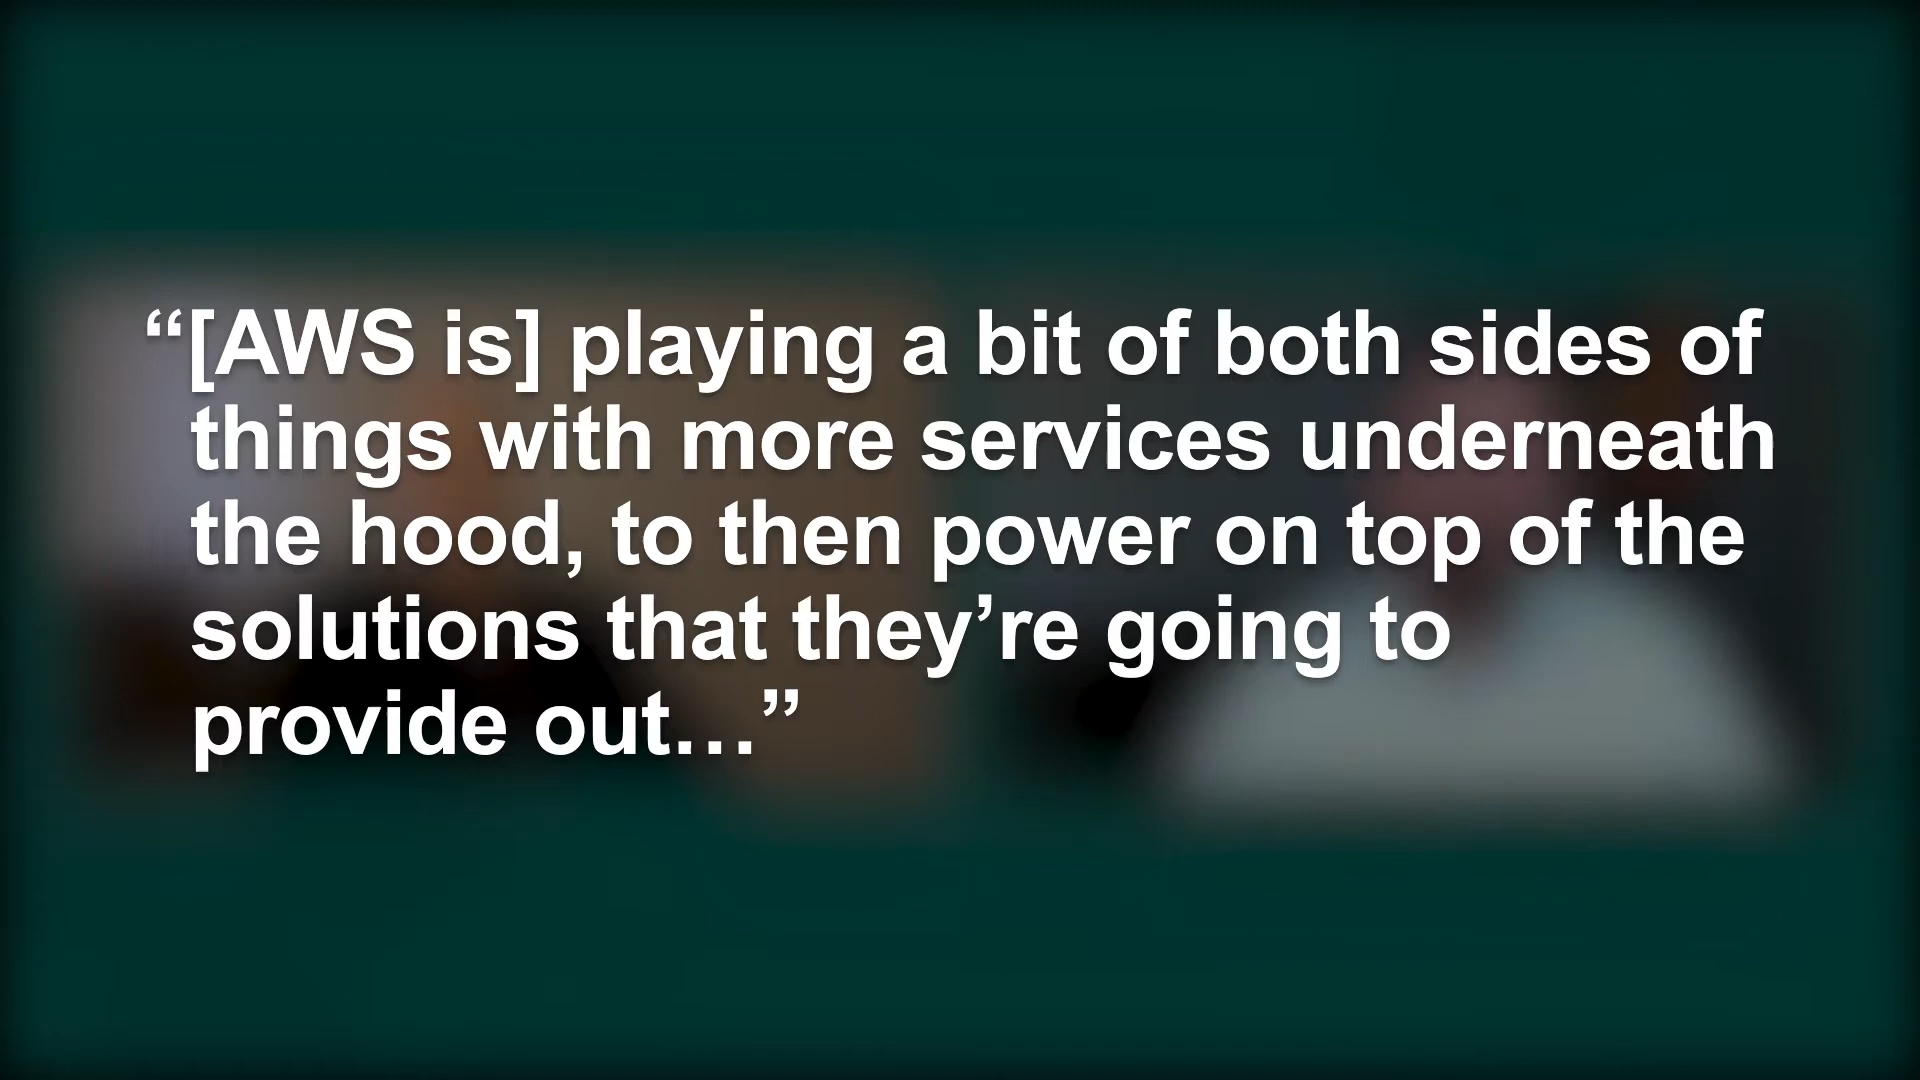 “[AWS is] playing a bit of both sides of
things with more services underneath
the hood, to then power on top of the
solutions that they’re going to
provide out…”